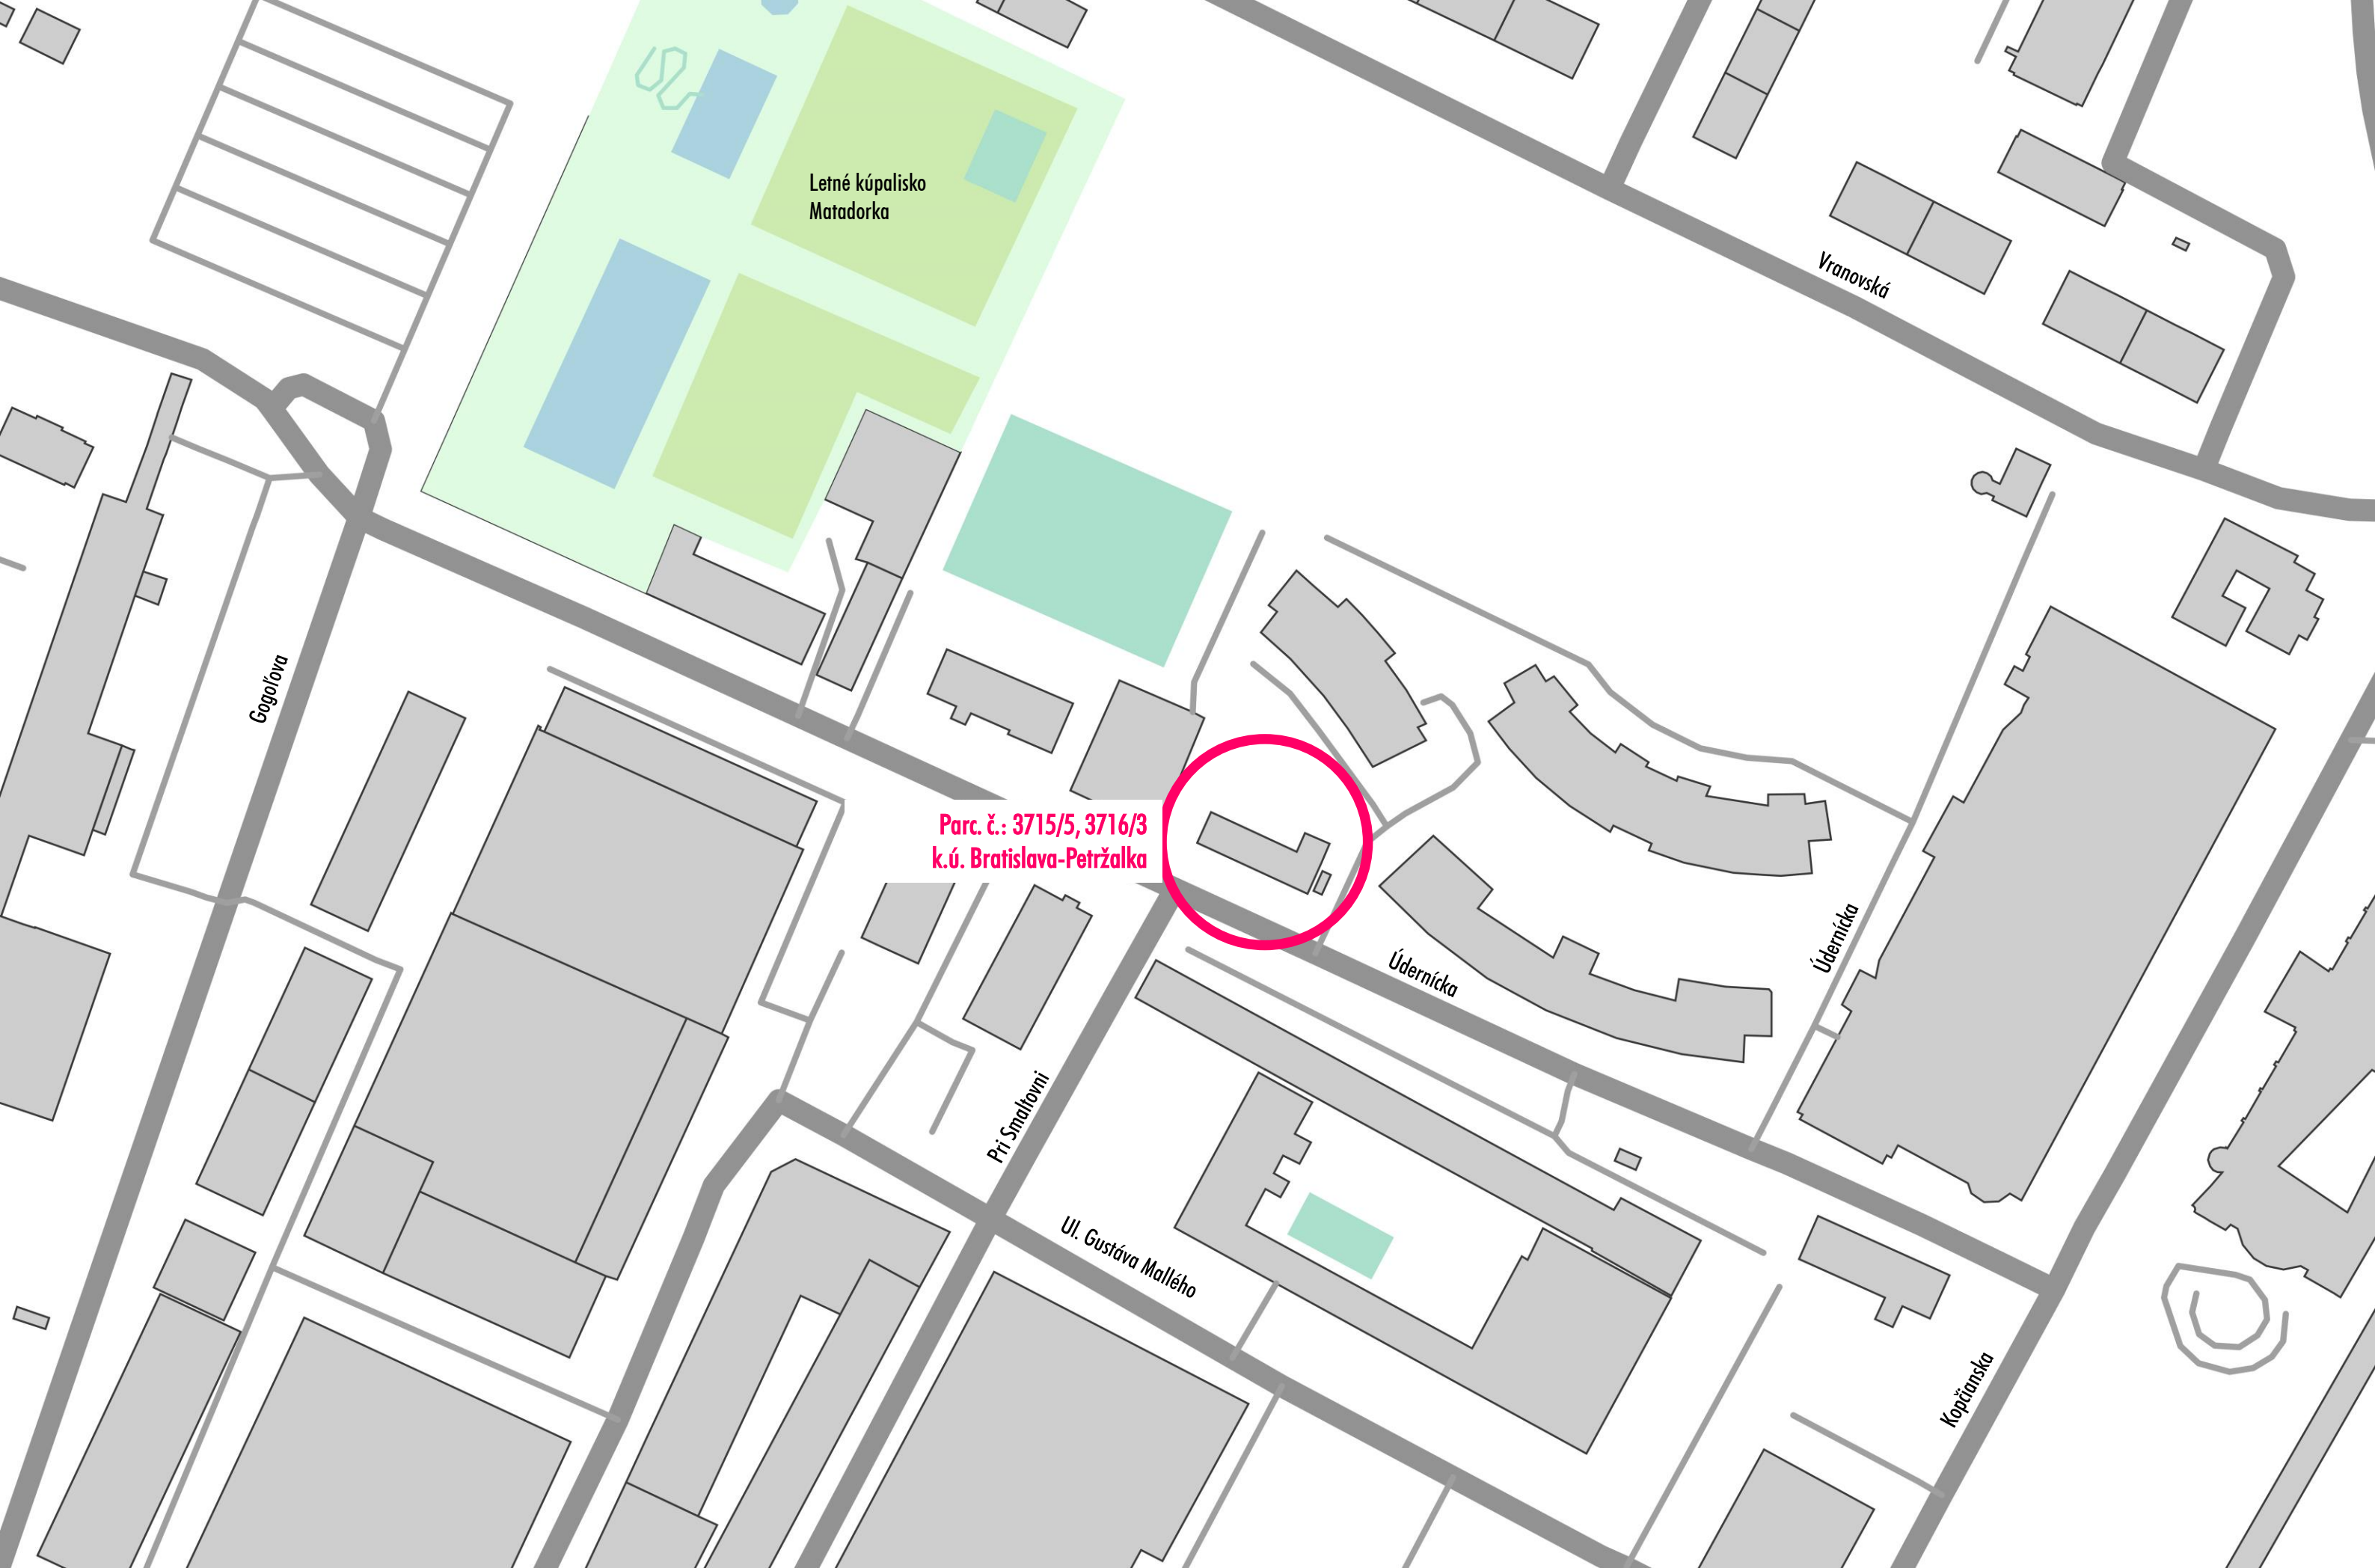 Letné kúpalisko
Matadorka
Vranovská
Gogoľova
Parc. č.: 3715/5, 3716/3
k.ú. Bratislava-Petržalka
Údernícka
Údernícka
Pri Smaltovni
Ul. Gustáva Mallého
Kopčianska